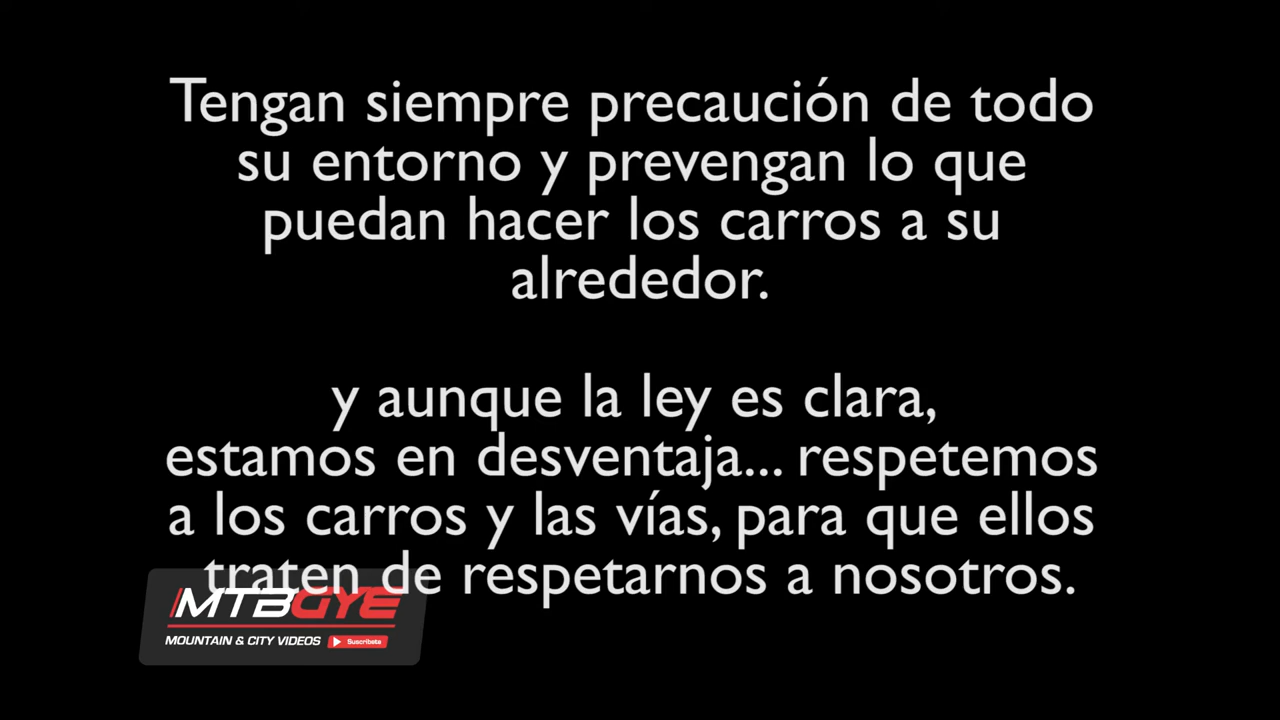 Tengan siempre precaución de todo
su entorno y prevengan lo que
puedan hacer los carros a su
alrededor.
y aunque la ley es clara,
estamos en desventaja... respetemos
a los carros y las vías, para que ellos
traten de respetarnos a nosotros.
MTBGYE
MOUNTAIN & CITY VIDEOS
Suscríbete